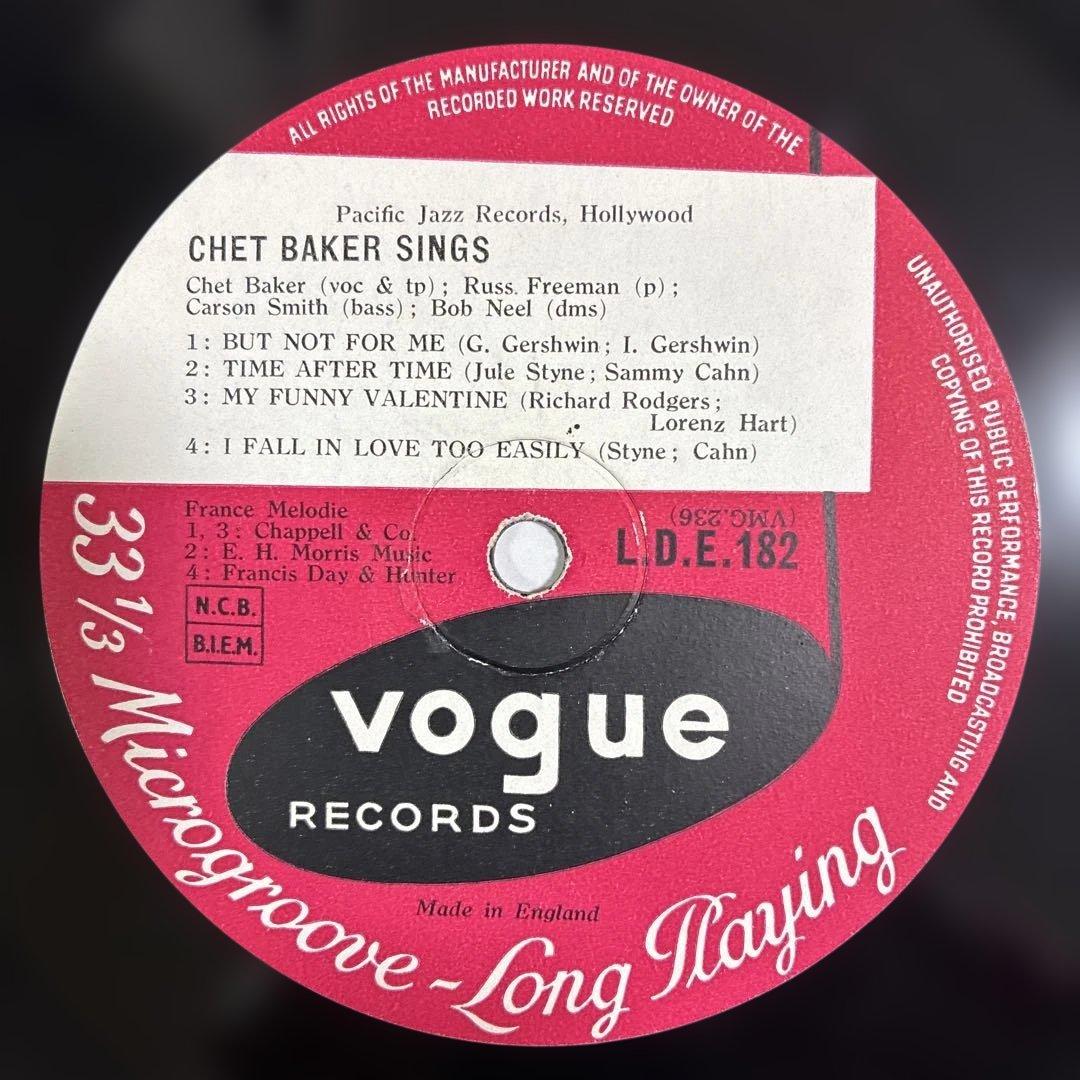 ALL RIGHTS OF THE MANUFACTURER AND OF THE OWNER OF THE
RECORDED WORK RESERVED
Pacific Jazz Records, Hollywood
CHET BAKER SINGS
Chet Baker (voc & tp); Russ. Freeman (p);
Carson Smith (bass); Bob Neel (dms)
1: BUT NOT FOR ME (G. Gershwin; I. Gershwin)
2: TIME AFTER TIME (Jule Styne; Sammy Cahn)
3: MY FUNNY VALENTINE (Richard Rodgers;
Lorenz Hart)
4: I FALL IN LOVE TOO EASILY (Styne; Cahn)
France Melodie
1, 3: Chappell & Co.
2: E. H. Morris Music
4: Francis Day & Hunter
N.C.B.
B.I.E.M.
(VMG.236)
L.D.E.182
vogue
RECORDS
Made in England
33 1/3 Microgroove - Long Playing
UNAUTHORISED PUBLIC PERFORMANCE, BROADCASTING AND
COPYING OF THIS RECORD PROHIBITED